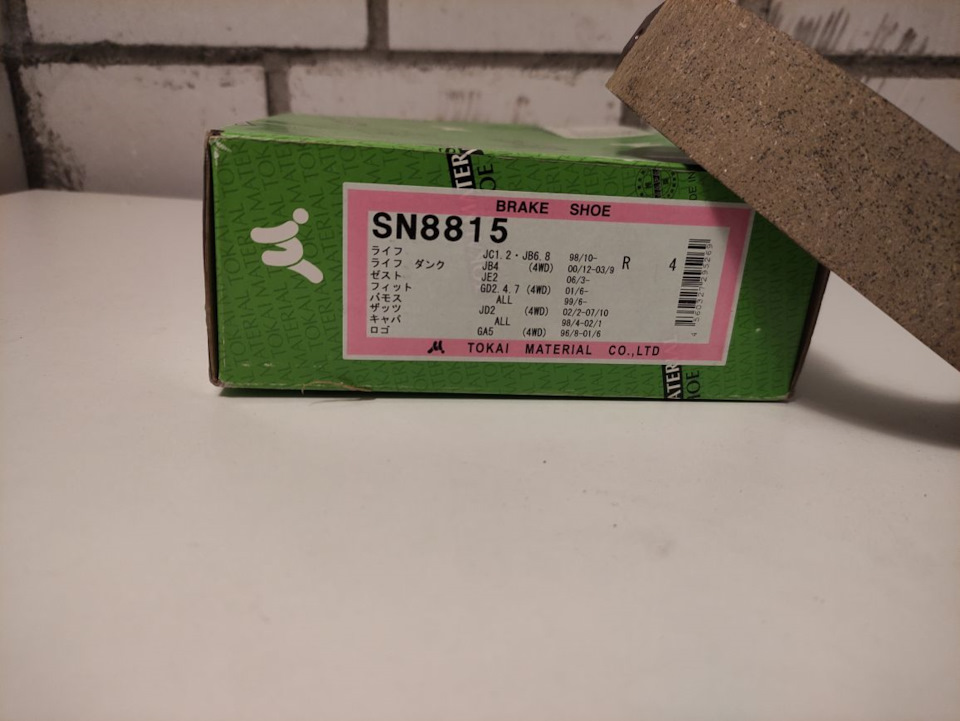 BRAKE SHOE
SN8815
ライフ JC1.2・JB6.8 98/10- R 4
ライフ ダンク JB4 (4WD) 00/12-03/9
ゼスト JE2 06/3-
フィット GD2.4.7 (4WD) 01/6-
バモス ALL 99/6-
ザッツ JD2 (4WD) 02/2-07/10
キャパ ALL 98/4-02/1
ロゴ GA5 (4WD) 96/8-01/6
TOKAI MATERIAL CO.,LTD